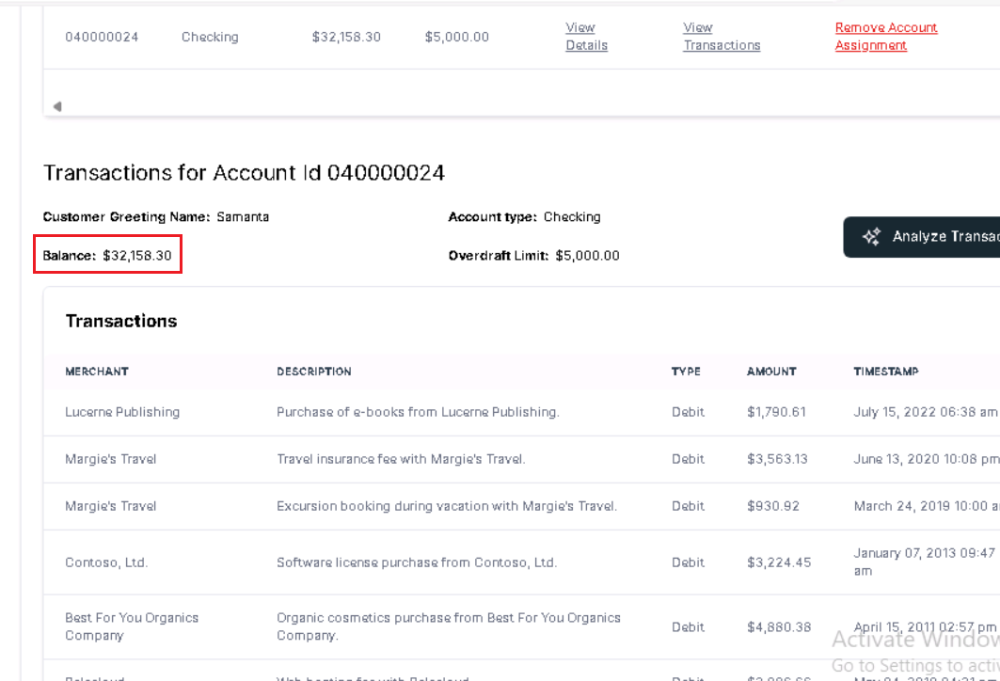 040000024 Checking $32,158.30 $5,000.00 View Details View Transactions Remove Account Assignment
Transactions for Account Id 040000024
Customer Greeting Name: Samanta Account type: Checking
Analyze
Balance: $32,158.30 Overdraft Limit: $5,000.00
Transactions
MERCHANT DESCRIPTION TYPE AMOUNT TIMESTAMP
Lucerne Publishing Purchase of e-books from Lucerne Publishing. Debit $1,790.61 July 15, 2022 06:38 am
Margie's Travel Travel insurance fee with Margie's Travel. Debit $3,563.13 June 13, 2020 10:08 pm
Margie's Travel Excursion booking during vacation with Margie's Travel. Debit $930.92 March 24, 2019 10:00
Contoso, Ltd. Software license purchase from Contoso, Ltd. Debit $3,224.45 January 07, 2013 09:47 am
Best For You Organics Company Organic cosmetics purchase from Best For You Organics Company. Debit $4,880.38 April 15, 2011 02:57 pm
Activate Window
Go to Settings to